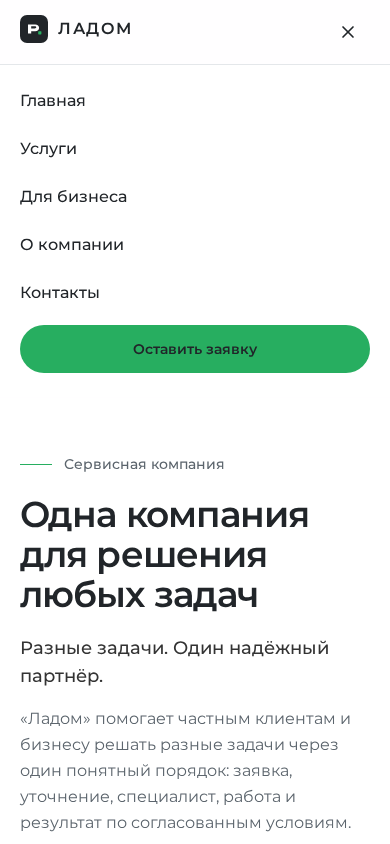 P.
ЛАДОМ
Главная
Услуги
Для бизнеса
О компании
Контакты
Оставить заявку
Сервисная компания
Одна компания
для решения
любых задач
Разные задачи. Один надёжный
партнёр.
«Ладом» помогает частным клиентам и
бизнесу решать разные задачи через
один понятный порядок: заявка,
уточнение, специалист, работа и
результат по согласованным условиям.